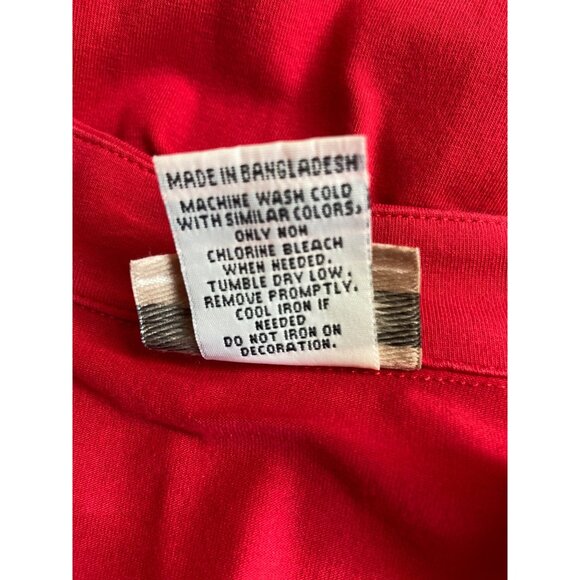 MADE IN BANGLADESH
MACHINE WASH COLD
WITH SIMILAR COLORS,
ONLY NON
CHLORINE BLEACH
WHEN NEEDED.
TUMBLE DRY LOW.
REMOVE PROMPTLY.
COOL IRON IF
NEEDED
DO NOT IRON ON
DECORATION.